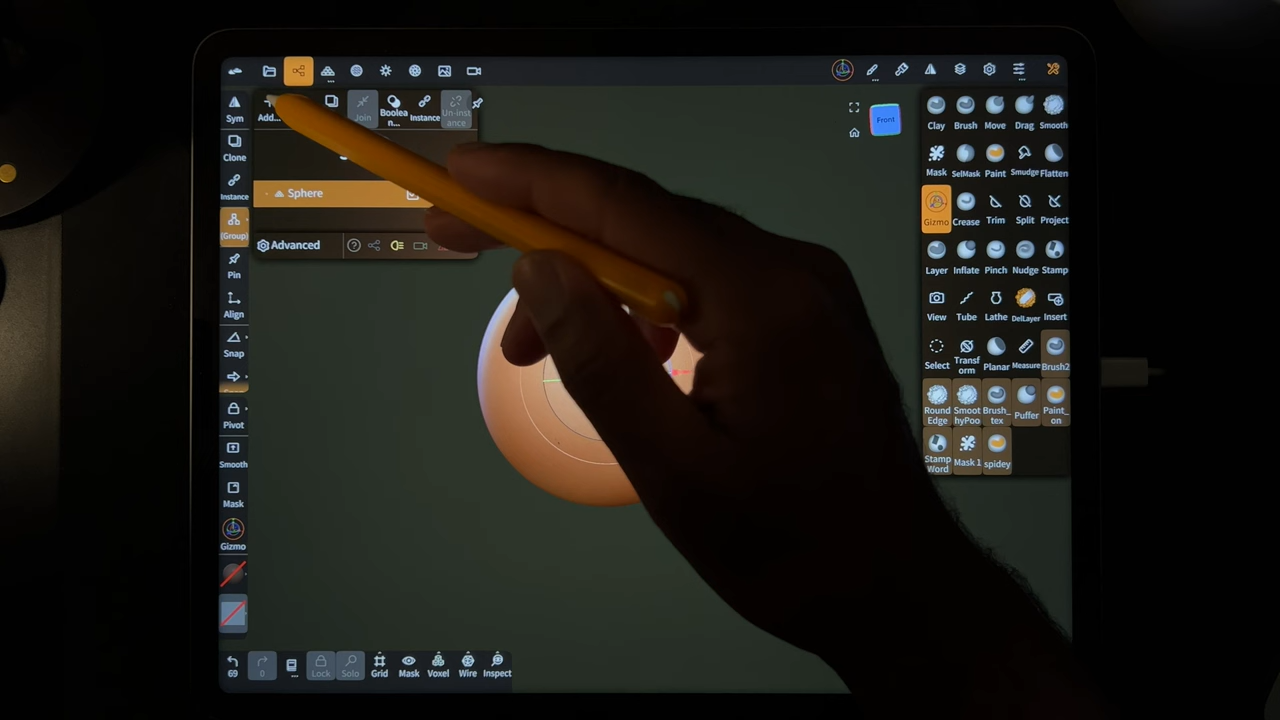 Sym
Add...
Join
Boolea
n...
Instance
Un-inst
ance
Clone
Instance
Sphere
(Group)
Advanced
Pin
Align
Snap
Pivot
Smooth
Mask
Gizmo
69
0
...
Lock
Solo
Grid
Mask
Voxel
Wire
Inspect
Front
Clay
Brush
Move
Drag
Smooth
Mask
SelMask
Paint
Smudge
Flatten
Gizmo
Crease
Trim
Split
Project
Layer
Inflate
Pinch
Nudge
Stamp
View
Tube
Lathe
DelLayer
Insert
Select
Transf
orm
Planar
Measure
Brush2
Round
Edge
Smoot
hyPoo
Brush_
tex
Puffer
Paint_
on
Stamp
Word
Mask 1
spidey